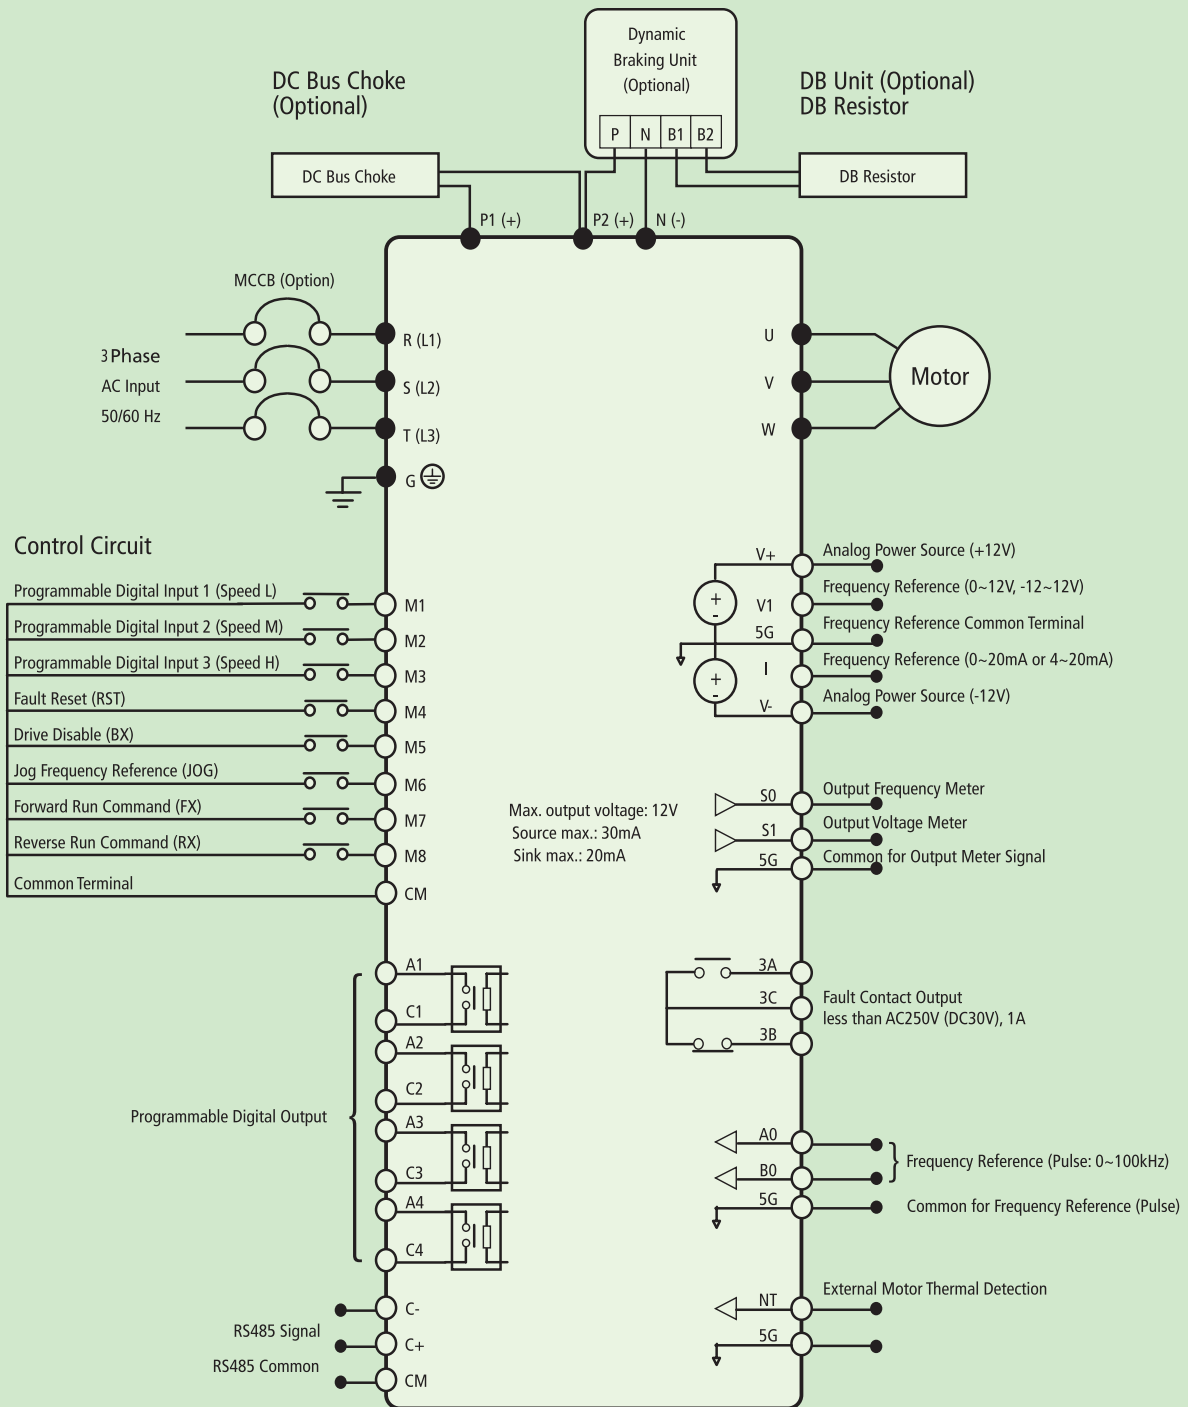 Dynamic
Braking Unit
(Optional)
P N B1 B2
DC Bus Choke
(Optional)
DB Unit (Optional)
DB Resistor
DC Bus Choke
DB Resistor
P1 (+)
P2 (+)
N (-)
MCCB (Option)
3 Phase
AC Input
50/60 Hz
R (L1)
S (L2)
T (L3)
G
U
V
W
Motor
Control Circuit
Programmable Digital Input 1 (Speed L)
M1
Programmable Digital Input 2 (Speed M)
M2
Programmable Digital Input 3 (Speed H)
M3
Fault Reset (RST)
M4
Drive Disable (BX)
M5
Jog Frequency Reference (JOG)
M6
Forward Run Command (FX)
M7
Reverse Run Command (RX)
M8
Common Terminal
CM
V+
Analog Power Source (+12V)
+
-
V1
Frequency Reference (0~12V, -12~12V)
5G
Frequency Reference Common Terminal
+
-
I
Frequency Reference (0~20mA or 4~20mA)
V-
Analog Power Source (-12V)
Max. output voltage: 12V
Source max.: 30mA
Sink max.: 20mA
S0
Output Frequency Meter
S1
Output Voltage Meter
5G
Common for Output Meter Signal
Programmable Digital Output
A1
C1
A2
C2
A3
C3
A4
C4
3A
3C
3B
Fault Contact Output
less than AC250V (DC30V), 1A
A0
B0
Frequency Reference (Pulse: 0~100kHz)
5G
Common for Frequency Reference (Pulse)
NT
External Motor Thermal Detection
5G
RS485 Signal
RS485 Common
C-
C+
CM